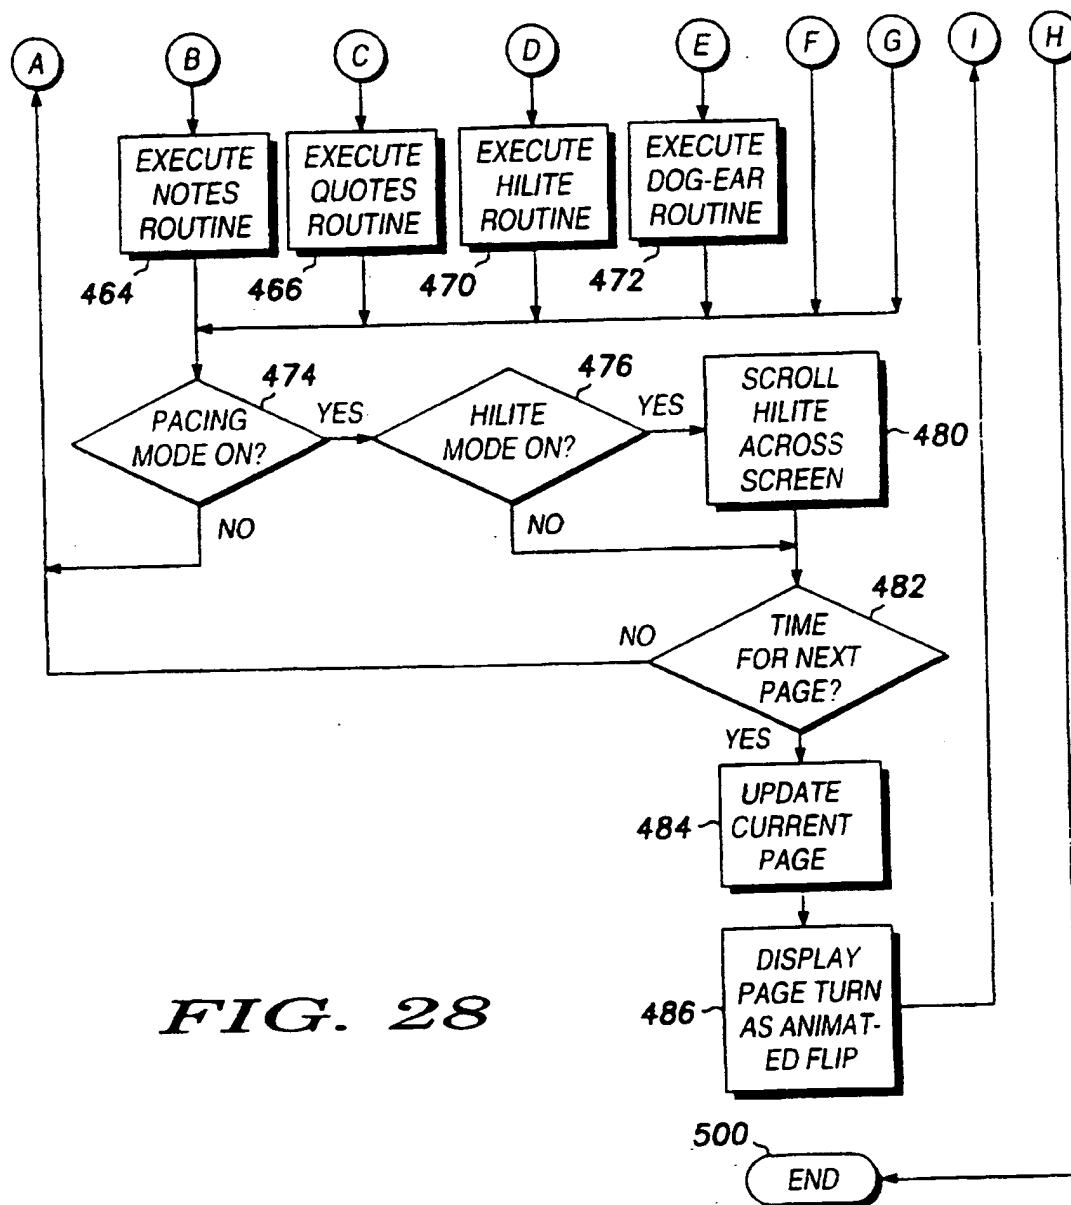 A
B
C
D
E
F
G
I
H
EXECUTE
NOTES
ROUTINE
EXECUTE
QUOTES
ROUTINE
EXECUTE
HILITE
ROUTINE
EXECUTE
DOG-EAR
ROUTINE
464
466
470
472
474
PACING
MODE ON?
YES
NO
476
HILITE
MODE ON?
YES
NO
SCROLL
HILITE
ACROSS
SCREEN
480
482
TIME
FOR NEXT
PAGE?
NO
YES
484
UPDATE
CURRENT
PAGE
486
DISPLAY
PAGE TURN
AS ANIMAT-
ED FLIP
FIG. 28
500
END